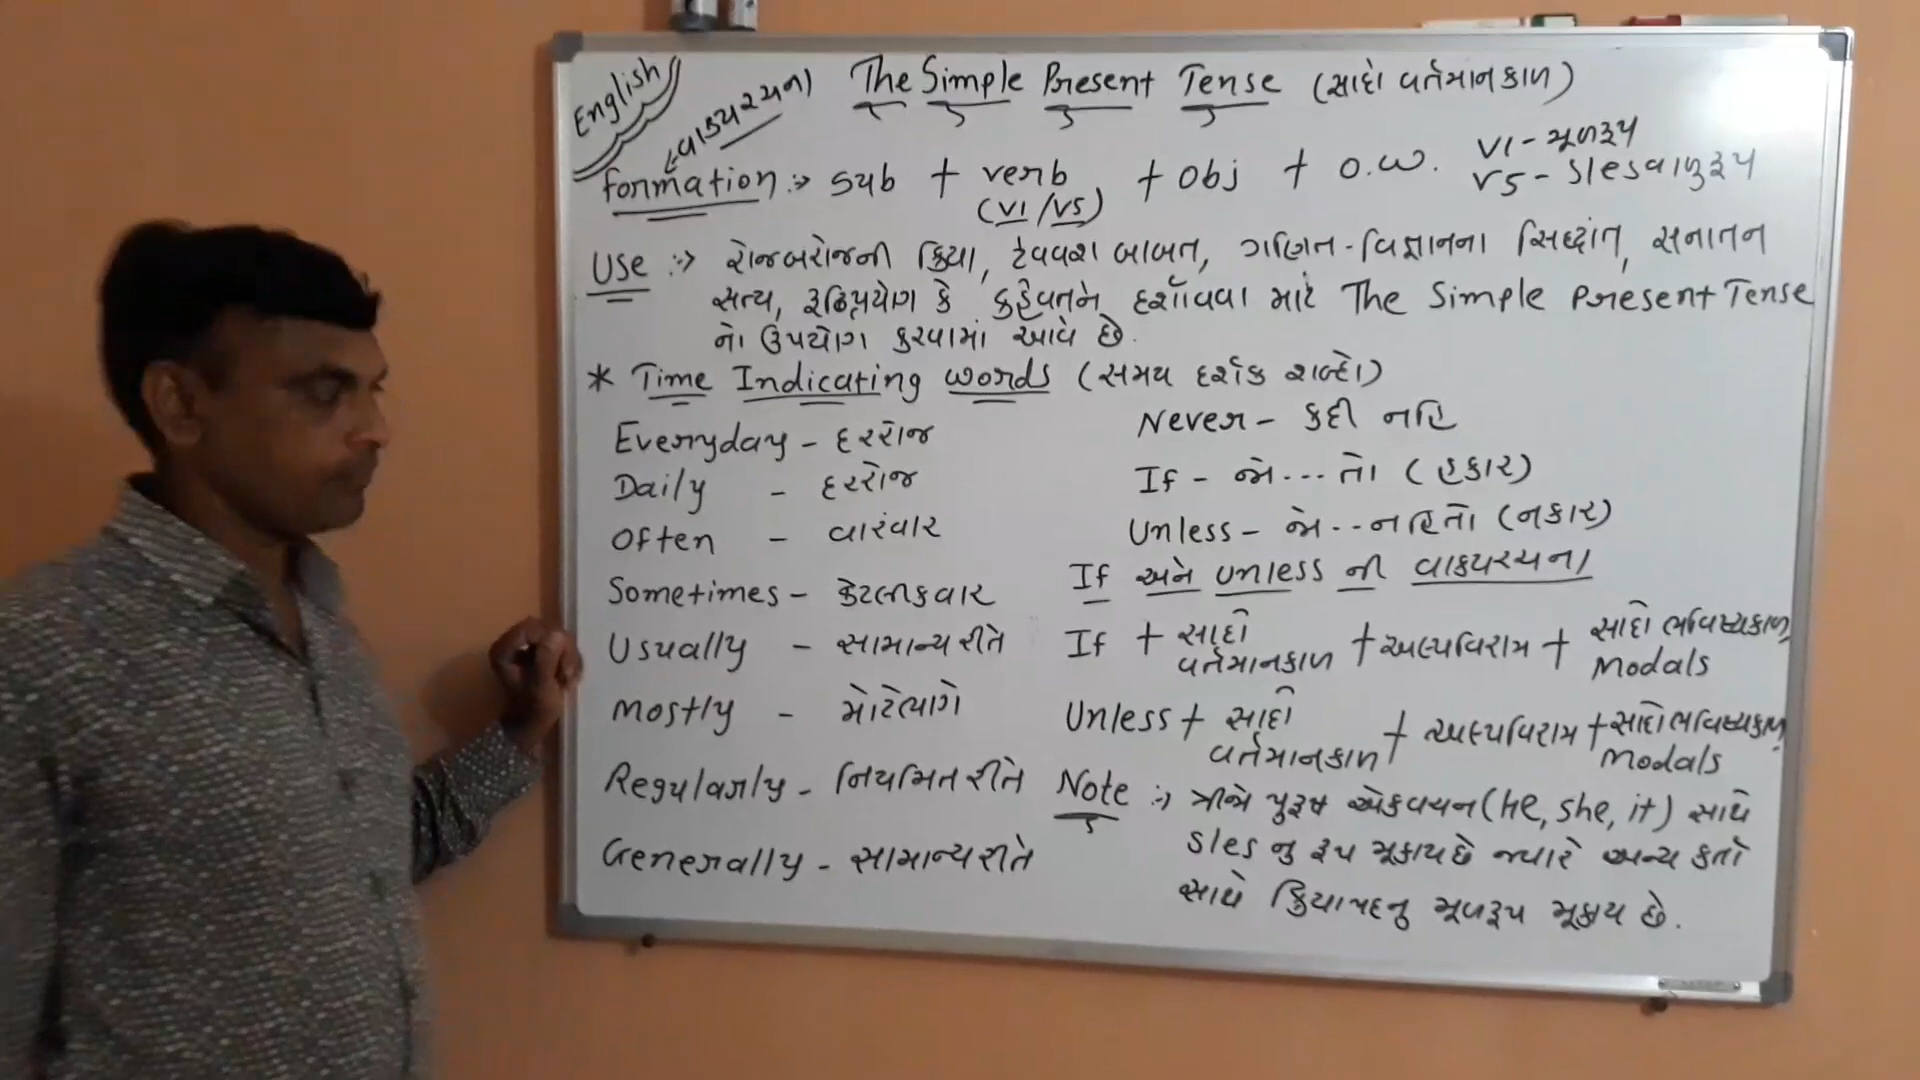 English
The Simple Present Tense (સાદો વર્તમાનકાળ)
(વાક્યરચના)
Formation :→ Sub + verb + obj + O.W.
(V1/V5)
V1 - મૂળરૂપ
V5 - s/es વાળુ રૂપ
Use :→ રોજબરોજની ક્રિયા, ટેવવશ બાબત, ગણિત-વિજ્ઞાનના સિદ્ધાંત, સનાતન
સત્ય, રૂઢિપ્રયોગ કે કહેવતને દર્શાવવા માટે The Simple Present Tense
નો ઉપયોગ કરવામાં આવે છે.
* Time Indicating words (સમય દર્શક શબ્દો)
Everyday - દરરોજ
Daily - દરરોજ
Often - વારંવાર
Sometimes - કેટલીકવાર
Usually - સામાન્ય રીતે
Mostly - મોટેભાગે
Regularly - નિયમિત રીતે
Generally - સામાન્ય રીતે
Never - કદી નહિ
If - જો...તો (હકાર)
Unless - જો..નહિતો (નકાર)
If અને Unless ની વાક્યરચના
If + સાદો વર્તમાનકાળ + અલ્પવિરામ + સાદો ભવિષ્યકાળ, Modals
Unless + સાદો વર્તમાનકાળ + અલ્પવિરામ + સાદો ભવિષ્યકાળ, Modals
Note :→ ત્રીજો પુરૂષ એકવચન (He, she, it) સાથે
s/es નુ રૂપ મૂકાય છે જ્યારે અન્ય કર્તા
સાથે ક્રિયાપદનુ મૂળરૂપ મૂકાય છે.